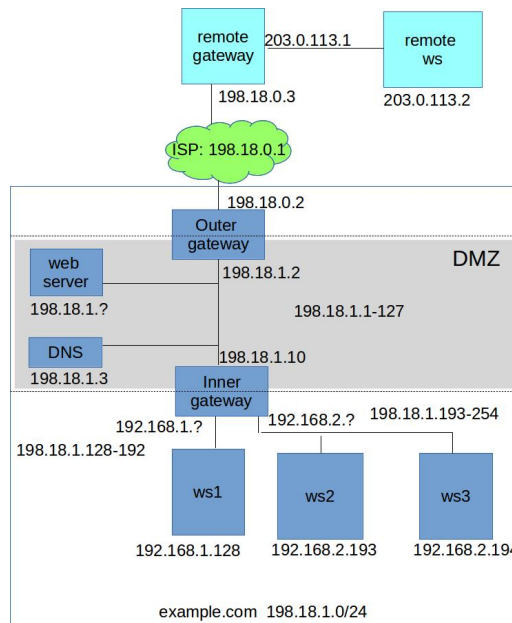 remote
gateway
203.0.113.1
remote
ws
198.18.0.3
203.0.113.2
ISP: 198.18.0.1
198.18.0.2
Outer
gateway
DMZ
web
server
198.18.1.2
198.18.1.?
198.18.1.1-127
DNS
198.18.1.10
198.18.1.3
Inner
gateway
192.168.1.?
192.168.2.?
198.18.1.193-254
198.18.1.128-192
ws1
ws2
ws3
192.168.1.128
192.168.2.193
192.168.2.194
example.com 198.18.1.0/24